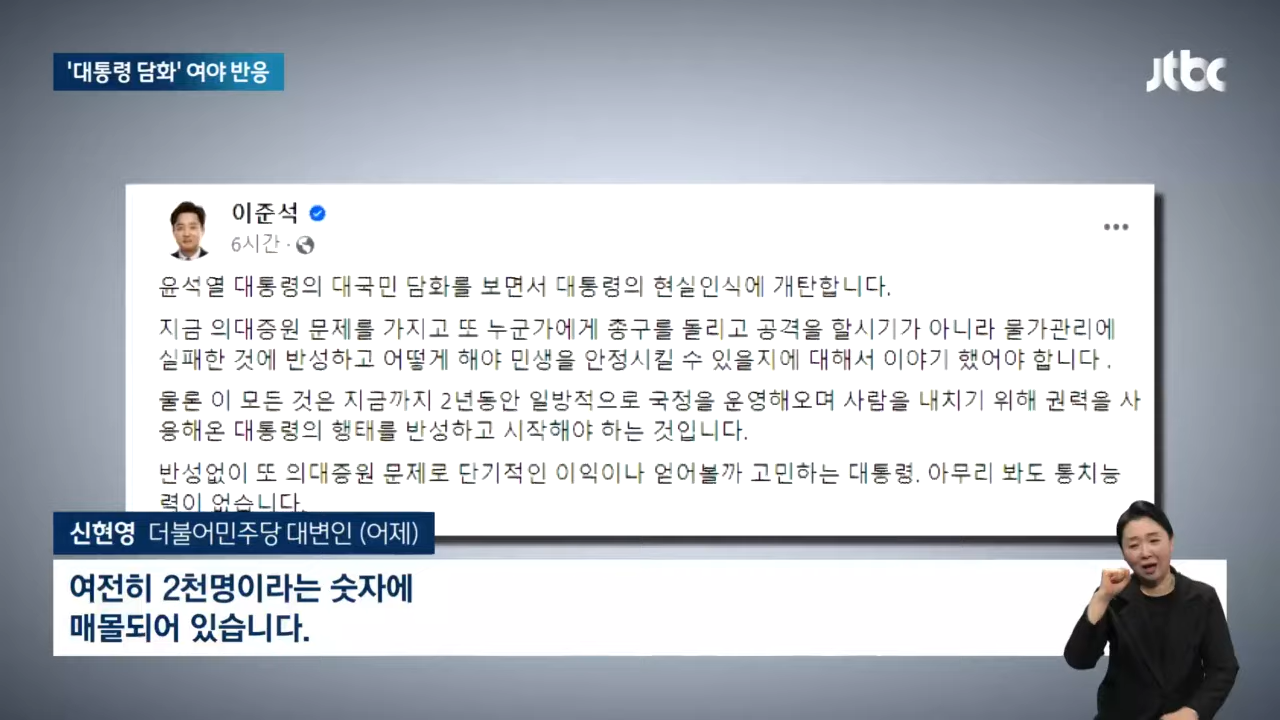 '대통령 담화' 여야 반응
jtbc
이준석
6시간 ·
윤석열 대통령의 대국민 담화를 보면서 대통령의 현실인식에 개탄합니다.
지금 의대증원 문제를 가지고 또 누군가에게 총구를 돌리고 공격을 할시기가 아니라 물가관리에
실패한 것에 반성하고 어떻게 해야 민생을 안정시킬 수 있을지에 대해서 이야기 했어야 합니다 .
물론 이 모든 것은 지금까지 2년동안 일방적으로 국정을 운영해오며 사람을 내치기 위해 권력을 사
용해온 대통령의 행태를 반성하고 시작해야 하는 것입니다.
반성없이 또 의대증원 문제로 단기적인 이익이나 얻어볼까 고민하는 대통령. 아무리 봐도 통치능
력이 없습니다.
신현영 더불어민주당 대변인 (어제)
여전히 2천명이라는 숫자에
매몰되어 있습니다.